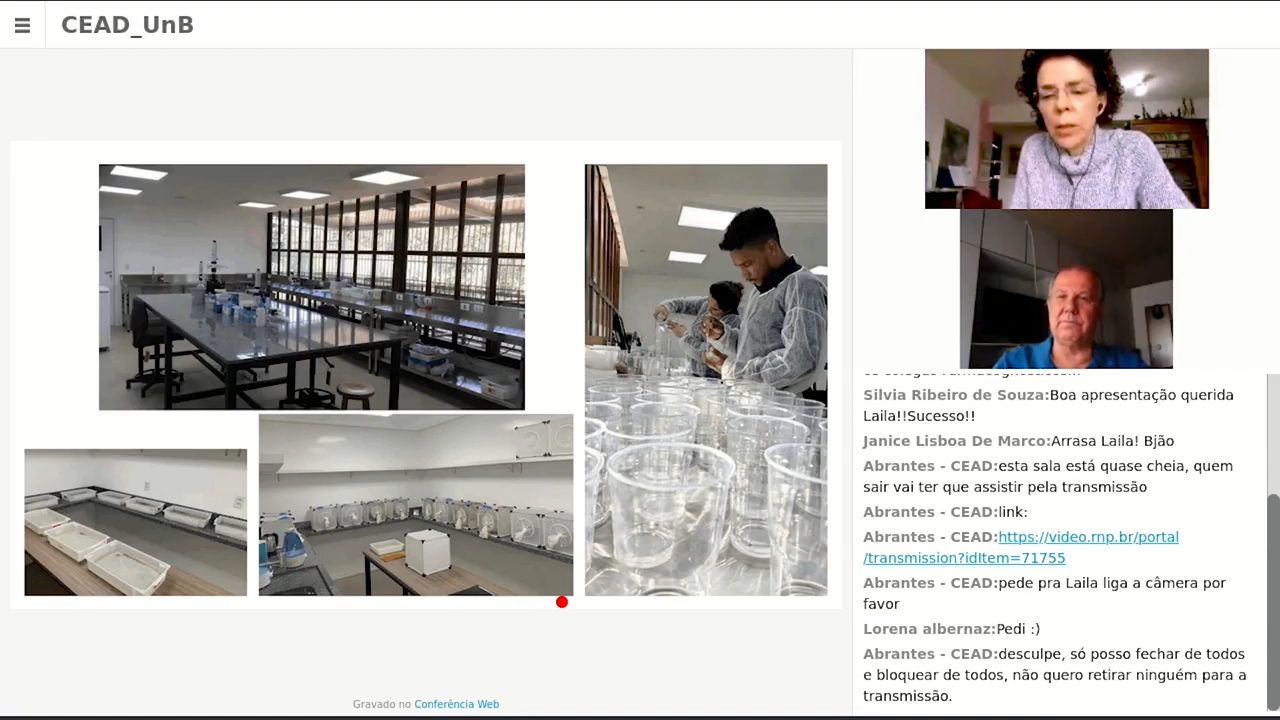 CEAD_UnB
Silvia Ribeiro de Souza:Boa apresentação querida
Laila!!Sucesso!!
Janice Lisboa De Marco:Arrasa Laila! Bjão
Abrantes - CEAD:esta sala está quase cheia, quem
sair vai ter que assistir pela transmissão
Abrantes - CEAD:link:
Abrantes - CEAD:https://video.rnp.br/portal
/transmission?idItem=71755
Abrantes - CEAD:pede pra Laila liga a câmera por
favor
Lorena albernaz:Pedi :)
Abrantes - CEAD:desculpe, só posso fechar de todos
e bloquear de todos, não quero retirar ninguém para a
transmissão.
Gravado no Conferência Web